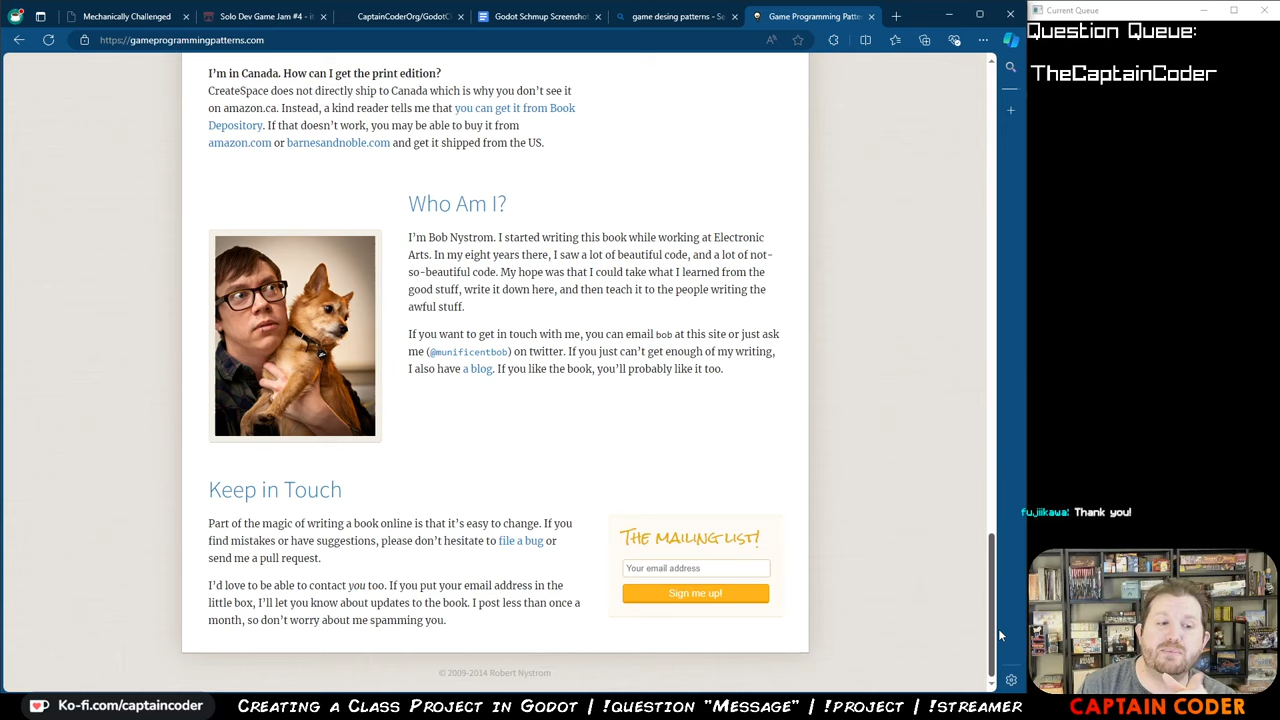 Mechanically Challenged
Solo Dev Game Jam #4 - it
CaptainCoderOrg/GodotC
Godot Schmup Screenshot
game desing patterns - Se
Game Programming Patte
Current Queue
https://gameprogrammingpatterns.com
Question Queue:
TheCaptainCoder
I'm in Canada. How can I get the print edition?
CreateSpace does not directly ship to Canada which is why you don't see it
on amazon.ca. Instead, a kind reader tells me that you can get it from Book
Depository. If that doesn't work, you may be able to buy it from
amazon.com or barnesandnoble.com and get it shipped from the US.
Who Am I?
I'm Bob Nystrom. I started writing this book while working at Electronic
Arts. In my eight years there, I saw a lot of beautiful code, and a lot of not-
so-beautiful code. My hope was that I could take what I learned from the
good stuff, write it down here, and then teach it to the people writing the
awful stuff.
If you want to get in touch with me, you can email bob at this site or just ask
me (@munificentbob) on twitter. If you just can't get enough of my writing,
I also have a blog. If you like the book, you'll probably like it too.
Keep in Touch
Part of the magic of writing a book online is that it's easy to change. If you
find mistakes or have suggestions, please don't hesitate to file a bug or
send me a pull request.
I'd love to be able to contact you too. If you put your email address in the
little box, I'll let you know about updates to the book. I post less than once a
month, so don't worry about me spamming you.
The mailing list!
Your email address
Sign me up!
fujiikawa: Thank you!
© 2009-2014 Robert Nystrom
Ko-fi.com/captaincoder
Creating a Class Project in Godot | !question "Message" | !project | !streamer
CAPTAIN CODER